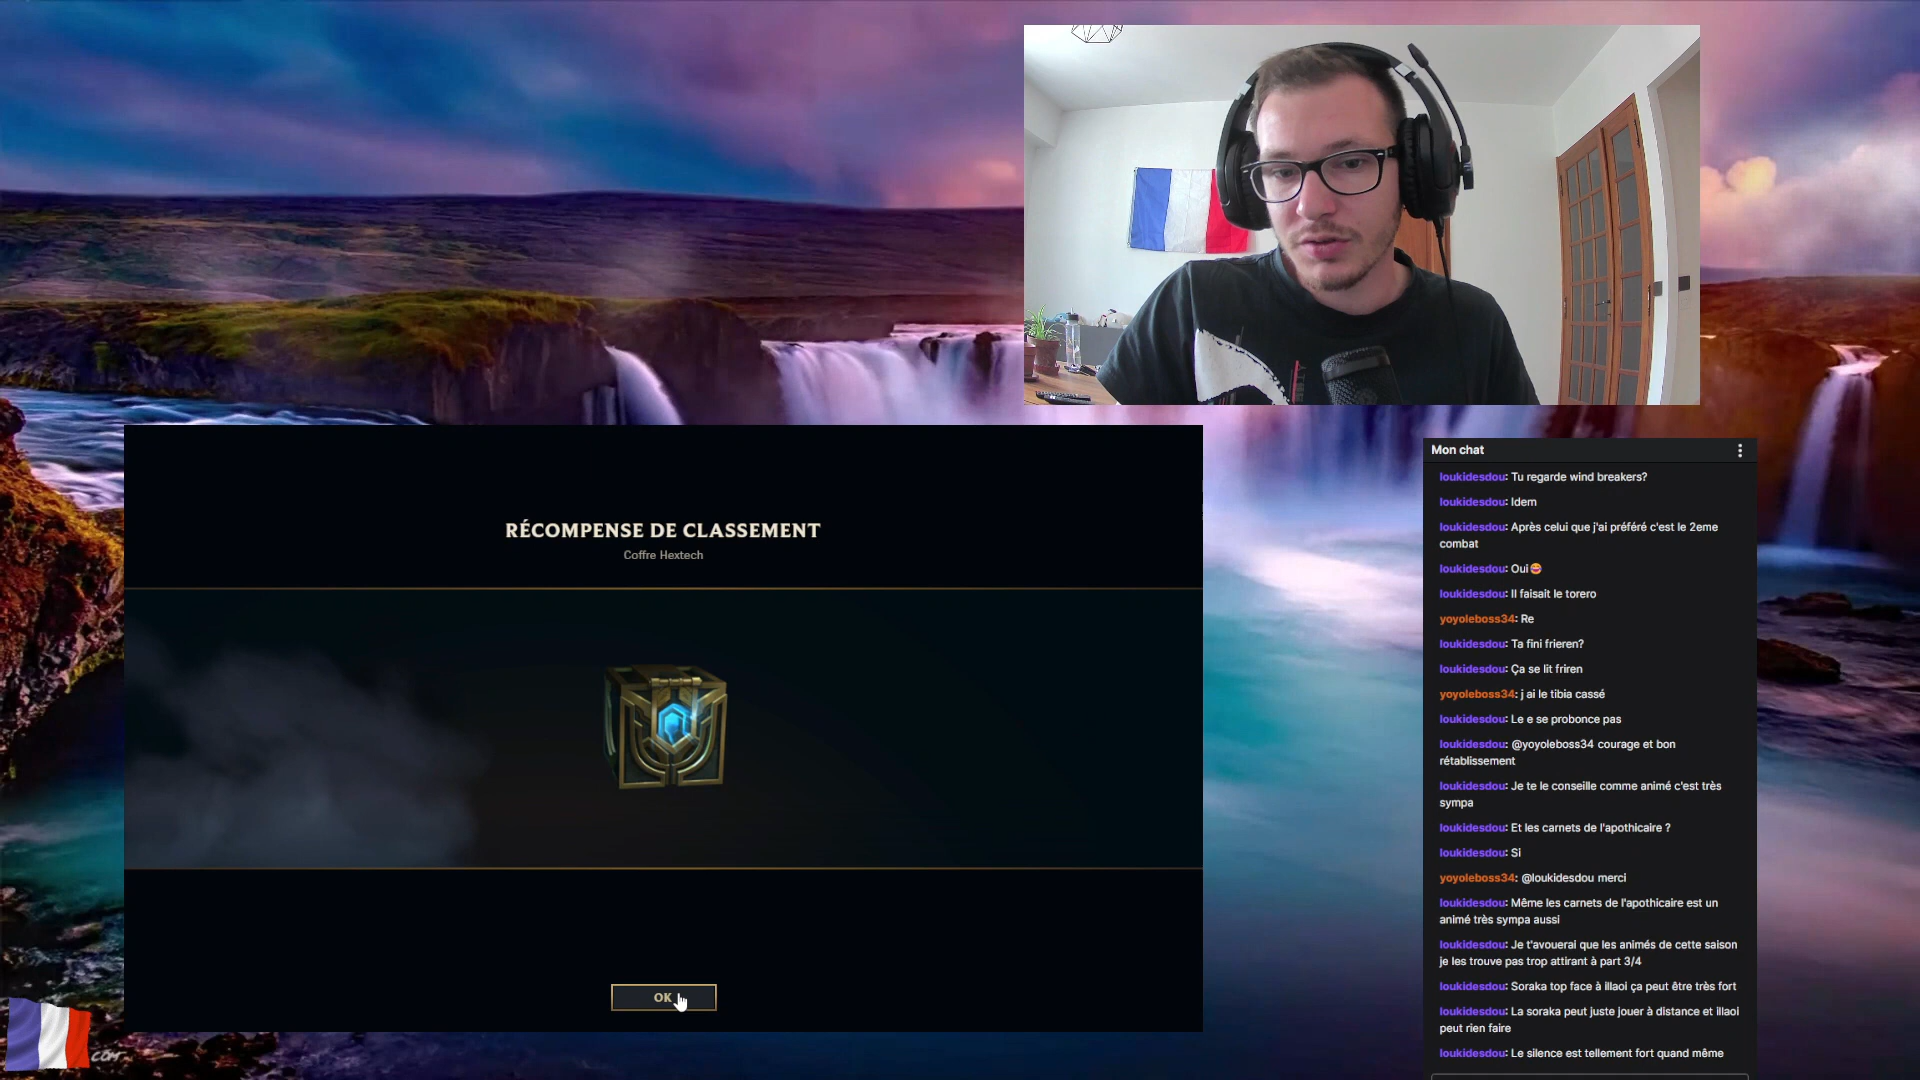 RÉCOMPENSE DE CLASSEMENT
Coffre Hextech
OK
Mon chat
loukidesdou: Tu regarde wind breakers?
loukidesdou: Idem
loukidesdou: Après celui que j'ai préféré c'est le 2eme
combat
loukidesdou: Oui
loukidesdou: Il faisait le torero
yoyoleboss34: Re
loukidesdou: Ta fini frieren?
loukidesdou: Ça se lit friren
yoyoleboss34: j ai le tibia cassé
loukidesdou: Le e se probonce pas
loukidesdou: @yoyoleboss34 courage et bon
rétablissement
loukidesdou: Je te le conseille comme animé c'est très
sympa
loukidesdou: Et les carnets de l'apothicaire ?
loukidesdou: Si
yoyoleboss34: @loukidesdou merci
loukidesdou: Même les carnets de l'apothicaire est un
animé très sympa aussi
loukidesdou: Je t'avouerai que les animés de cette saison
je les trouve pas trop attirant à part 3/4
loukidesdou: Soraka top face à illaoi ça peut être très fort
loukidesdou: La soraka peut juste jouer à distance et illaoi
peut rien faire
loukidesdou: Le silence est tellement fort quand même
COM